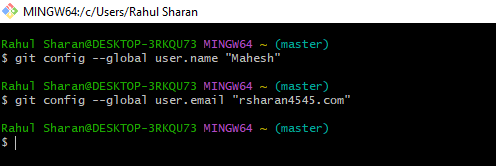 MINGW64:/c/Users/Rahul Sharan
Rahul Sharan@DESKTOP-3RKQU73 MINGW64 ~ (master)
$ git config --global user.name "Mahesh"
Rahul Sharan@DESKTOP-3RKQU73 MINGW64 ~ (master)
$ git config --global user.email "rsharan4545.com"
Rahul Sharan@DESKTOP-3RKQU73 MINGW64 ~ (master)
$